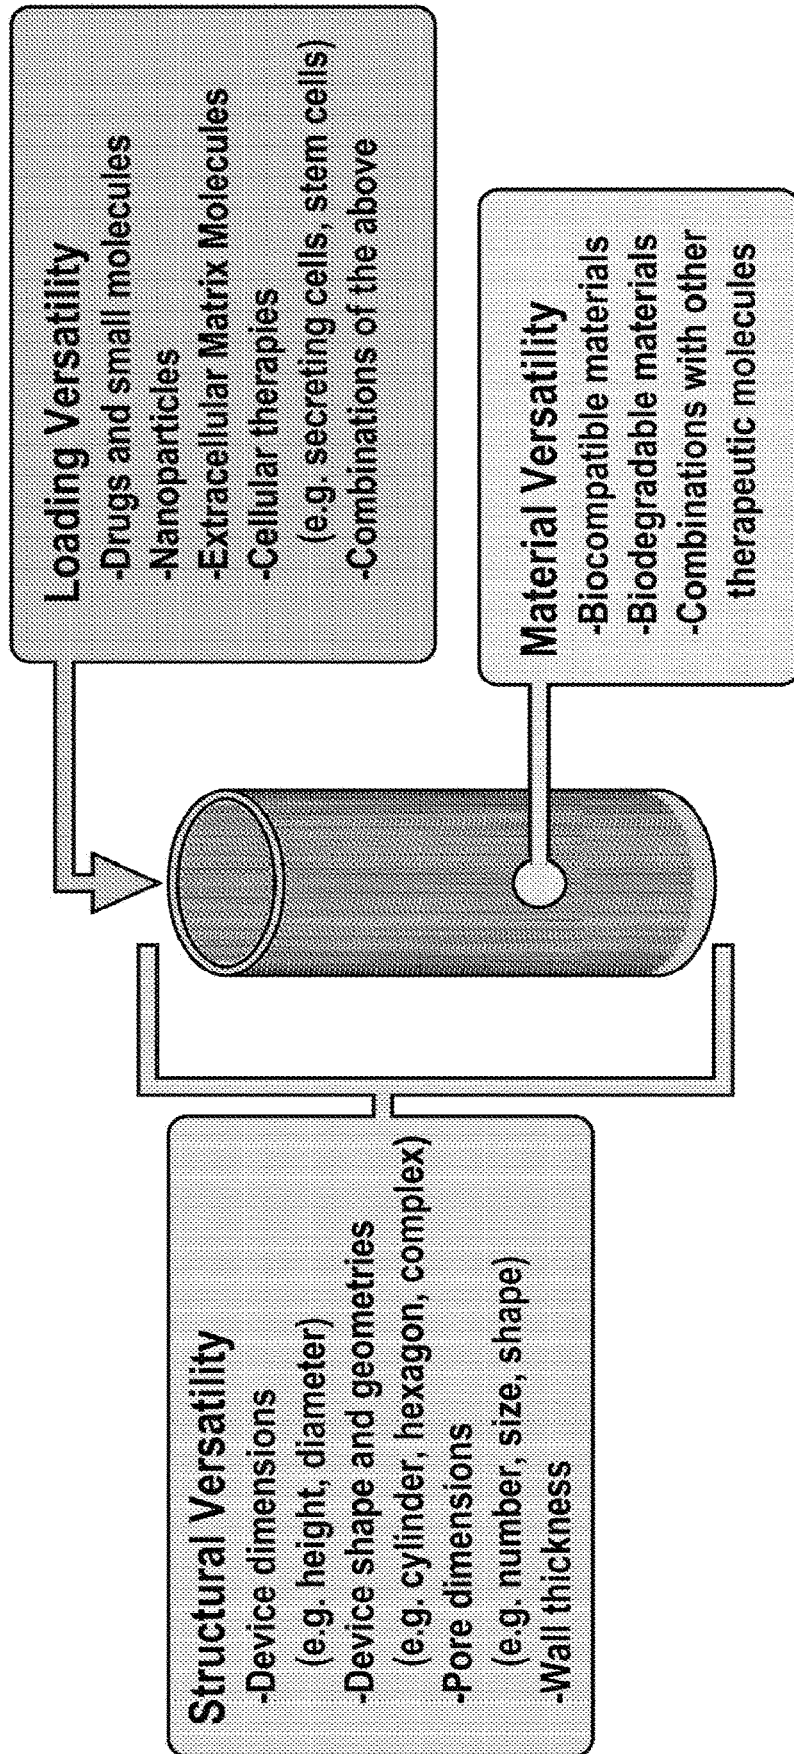 Structural Versatility
-Device dimensions
(e.g. height, diameter)
-Device shape and geometries
(e.g. cylinder, hexagon, complex)
-Pore dimensions
(e.g. number, size, shape)
-Wall thickness
Loading Versatility
-Drugs and small molecules
-Nanoparticles
-Extracellular Matrix Molecules
-Cellular therapies
(e.g. secreting cells, stem cells)
-Combinations of the above
Material Versatility
-Biocompatible materials
-Biodegradable materials
-Combinations with other
therapeutic molecules